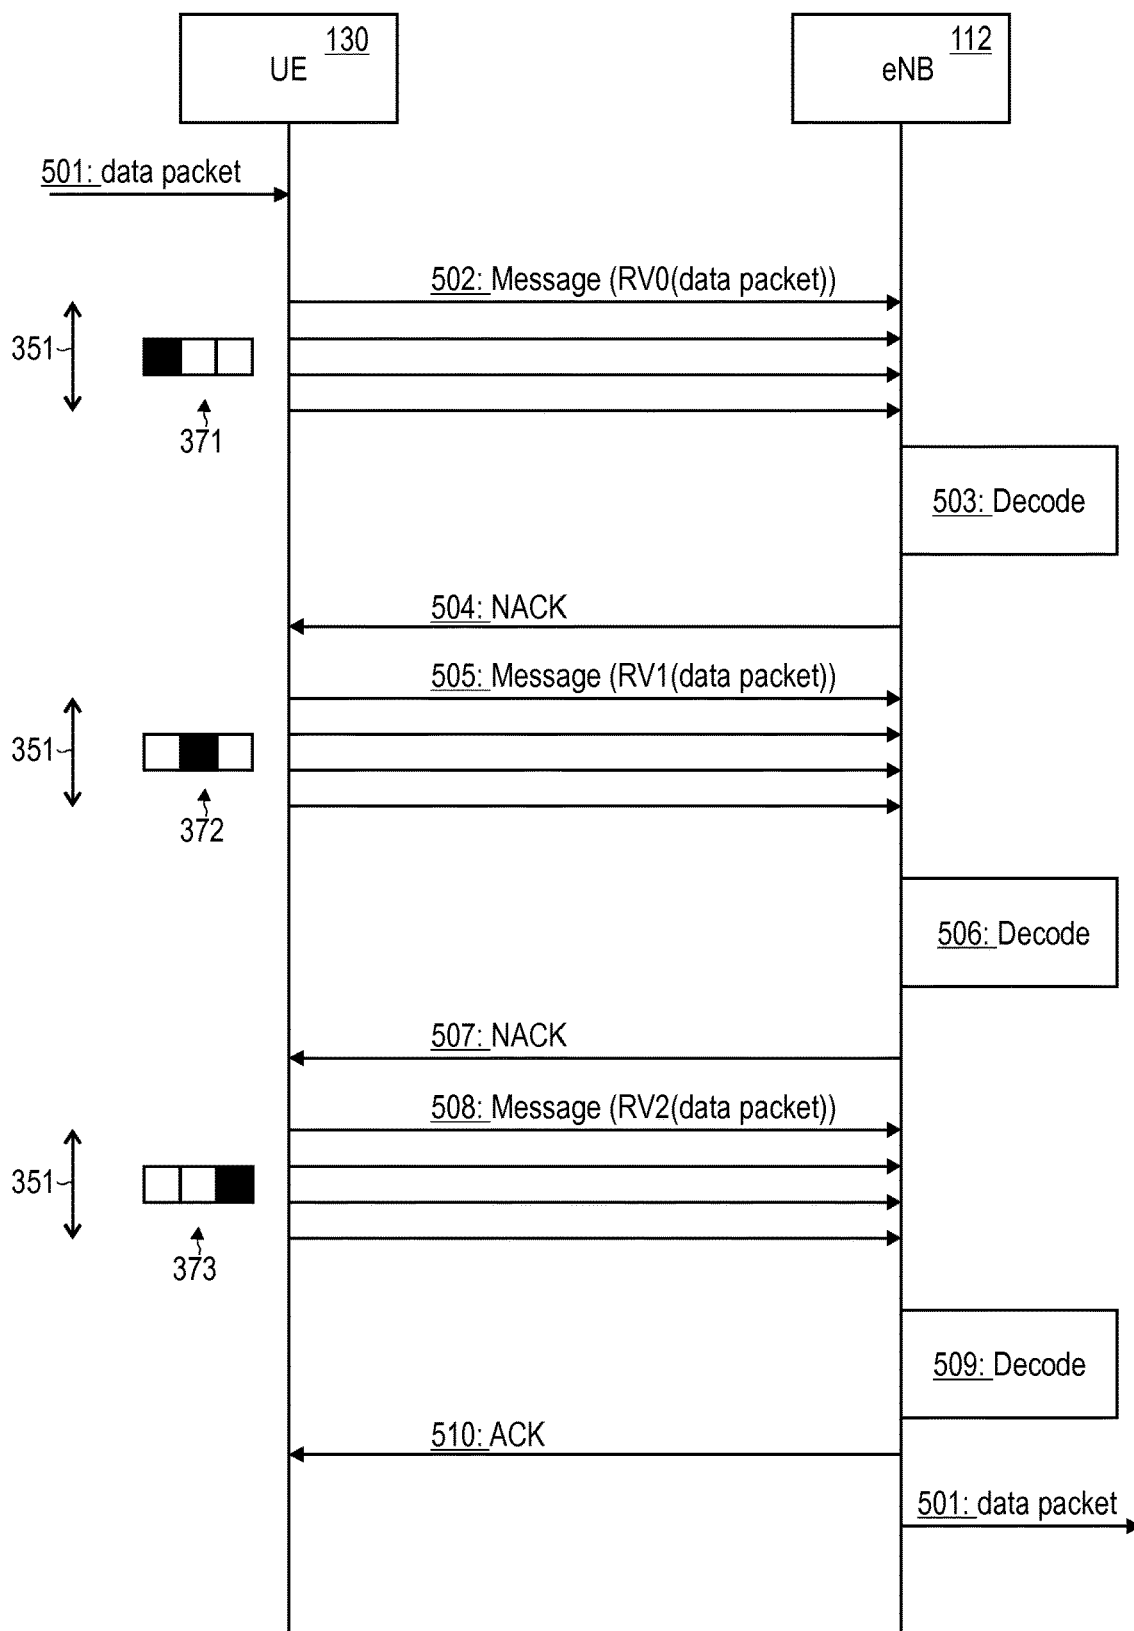 130
UE
112
eNB
501: data packet
502: Message (RV0(data packet))
351
371
503: Decode
504: NACK
505: Message (RV1(data packet))
351
372
506: Decode
507: NACK
508: Message (RV2(data packet))
351
373
509: Decode
510: ACK
501: data packet